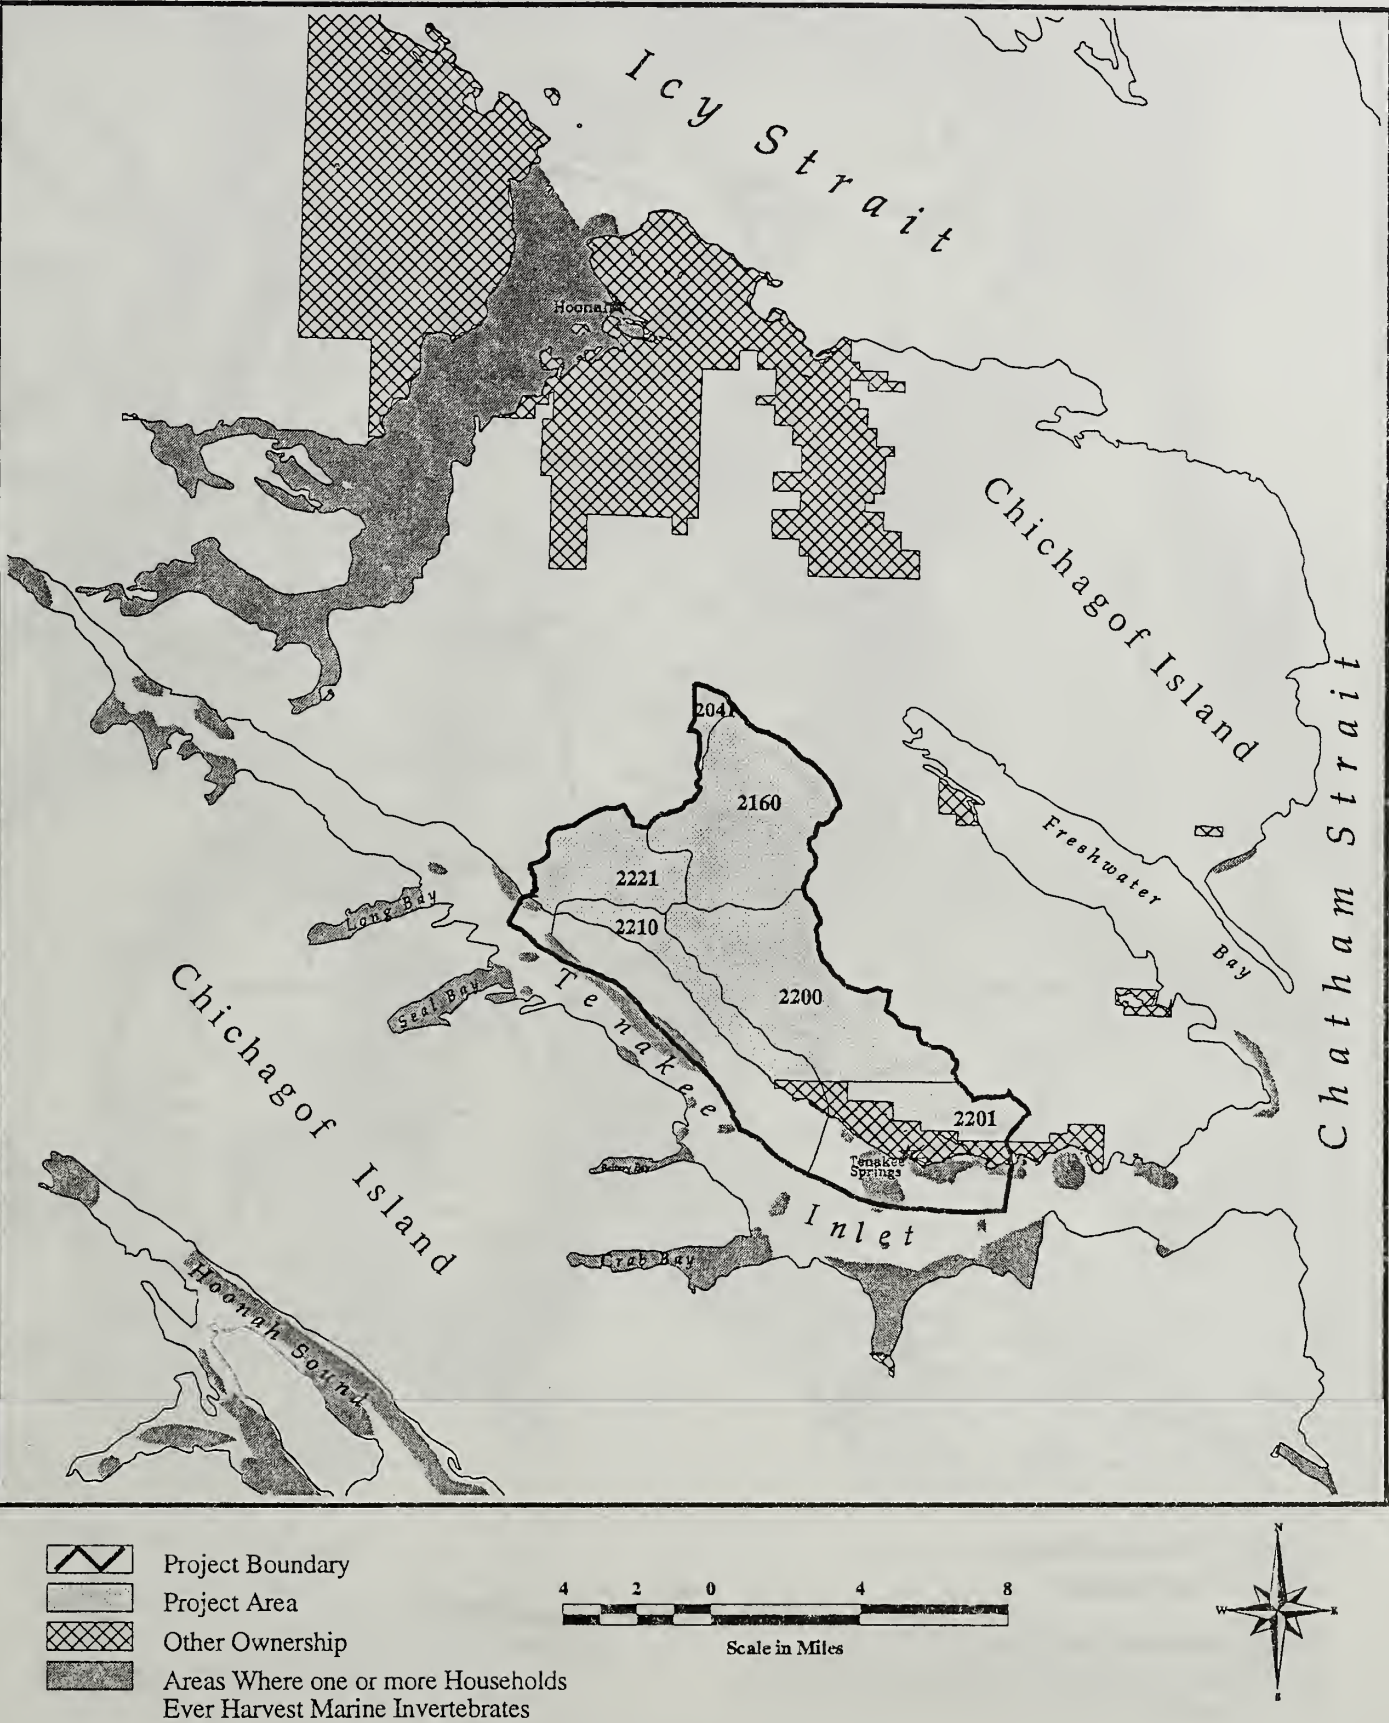 Icy Strait
Hoonah
Chichagof Island
Chatham Strait
2041
2160
Freshwater
Bay
2221
2210
Long Bay
Seal Bay
2200
Tenakee
Inlet
2201
Tenakee
Springs
Chichagof
Island
Crab Bay
Hoonah Sound
Project Boundary
Project Area
Other Ownership
Areas Where one or more Households
Ever Harvest Marine Invertebrates
4 2 0 4 8
Scale in Miles
N
W E
S